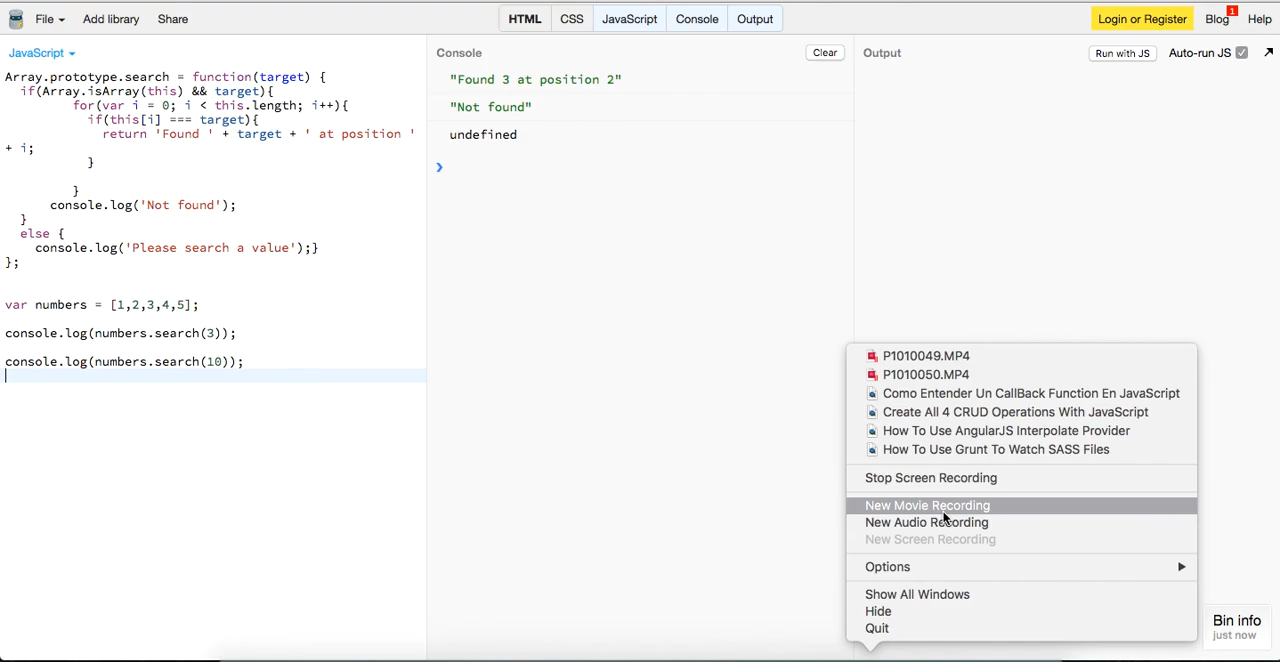 File Add library Share HTML CSS JavaScript Console Output Login or Register Blog 1 Help
JavaScript
Array.prototype.search = function(target) {
if(Array.isArray(this) && target){
for(var i = 0; i < this.length; i++){
if(this[i] === target){
return 'Found ' + target + ' at position '
+ i;
}
}
console.log('Not found');
}
else {
console.log('Please search a value');}
};
var numbers = [1,2,3,4,5];
console.log(numbers.search(3));
console.log(numbers.search(10));
Console Clear
"Found 3 at position 2"
"Not found"
undefined
Output Run with JS Auto-run JS
P1010049.MP4
P1010050.MP4
Como Entender Un CallBack Function En JavaScript
Create All 4 CRUD Operations With JavaScript
How To Use AngularJS Interpolate Provider
How To Use Grunt To Watch SASS Files
Stop Screen Recording
New Movie Recording
New Audio Recording
New Screen Recording
Options
Show All Windows
Hide
Quit
Bin info
just now